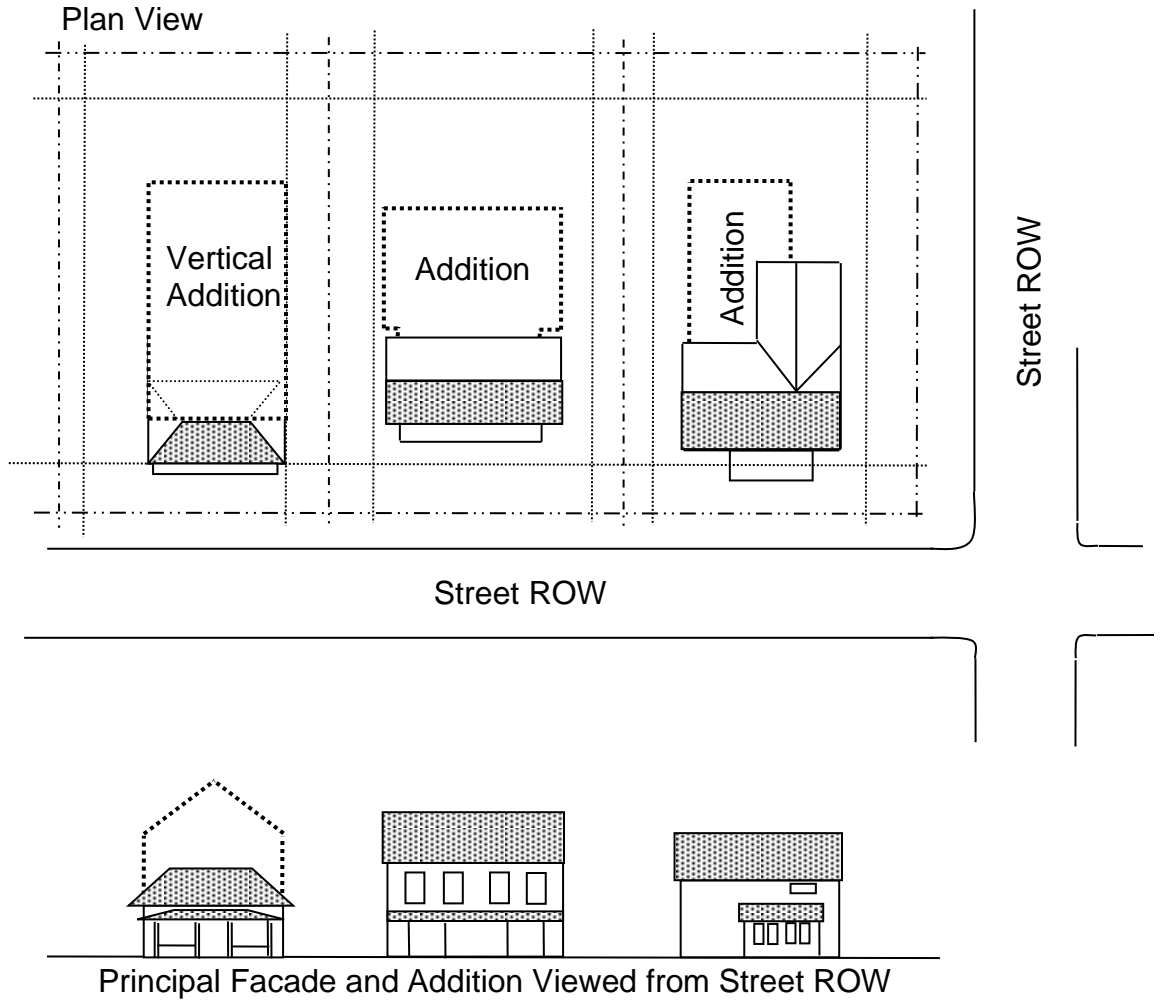 Plan View
Vertical
Addition
Addition
Addition
Street ROW
Street ROW
Principal Facade and Addition Viewed from Street ROW